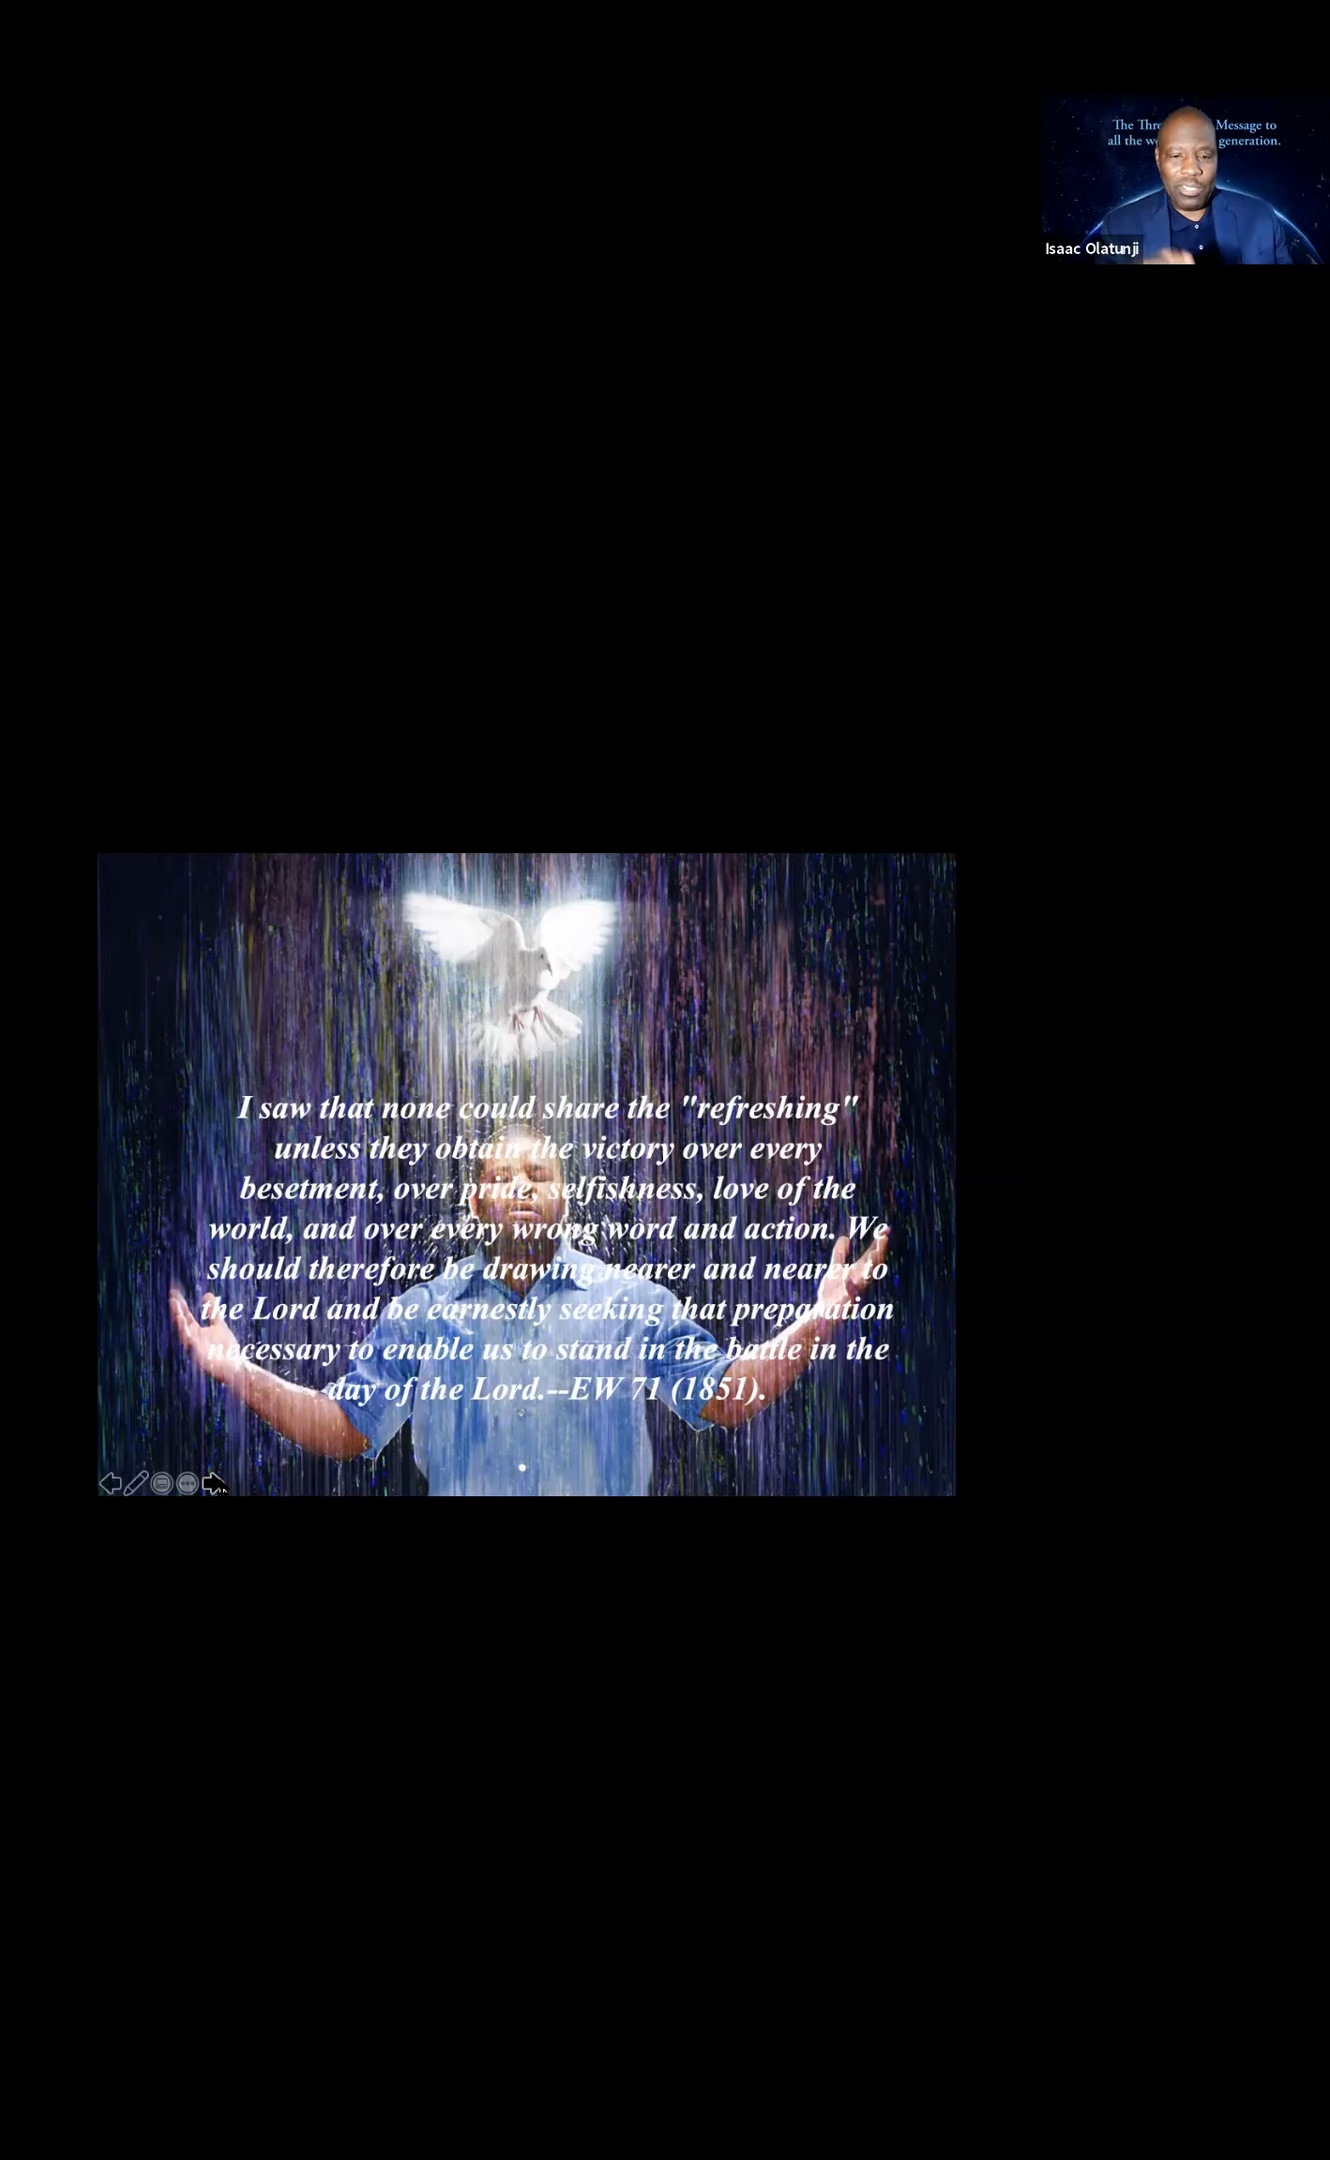 The Thr Message to
all the w generation.
Isaac Olatunji
I saw that none could share the "refreshing"
unless they obtain the victory over every
besetment, over pride, selfishness, love of the
world, and over every wrong word and action. We
should therefore be drawing nearer and nearer to
the Lord and be earnestly seeking that preparation
necessary to enable us to stand in the battle in the
day of the Lord.--EW 71 (1851).